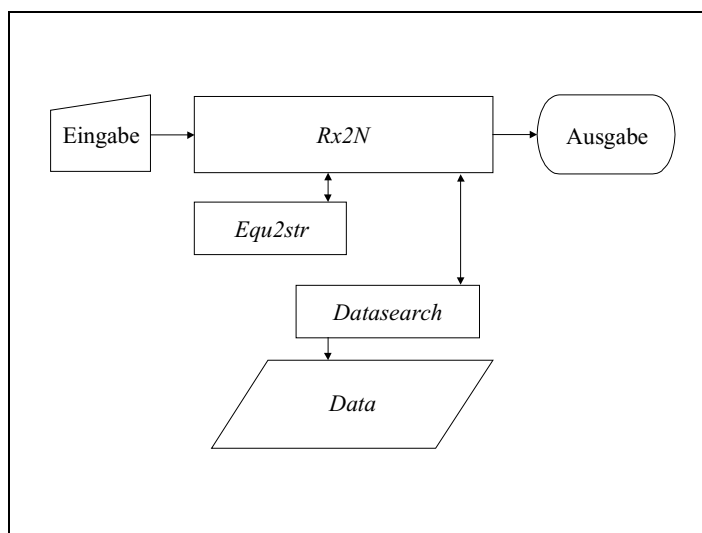 Eingabe
Rx2N
Ausgabe
Equ2str
Datasearch
Data